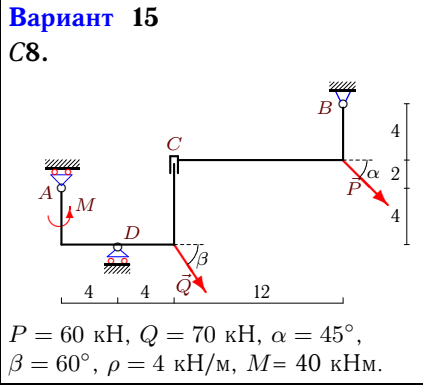 Вариант 15
C8.
B
C
4
α
2
P⃗
A
M
D
4
β
Q⃗
4 4 12
P = 60 кН, Q = 70 кН, α = 45°,
β = 60°, ρ = 4 кН/м, M= 40 кНм.